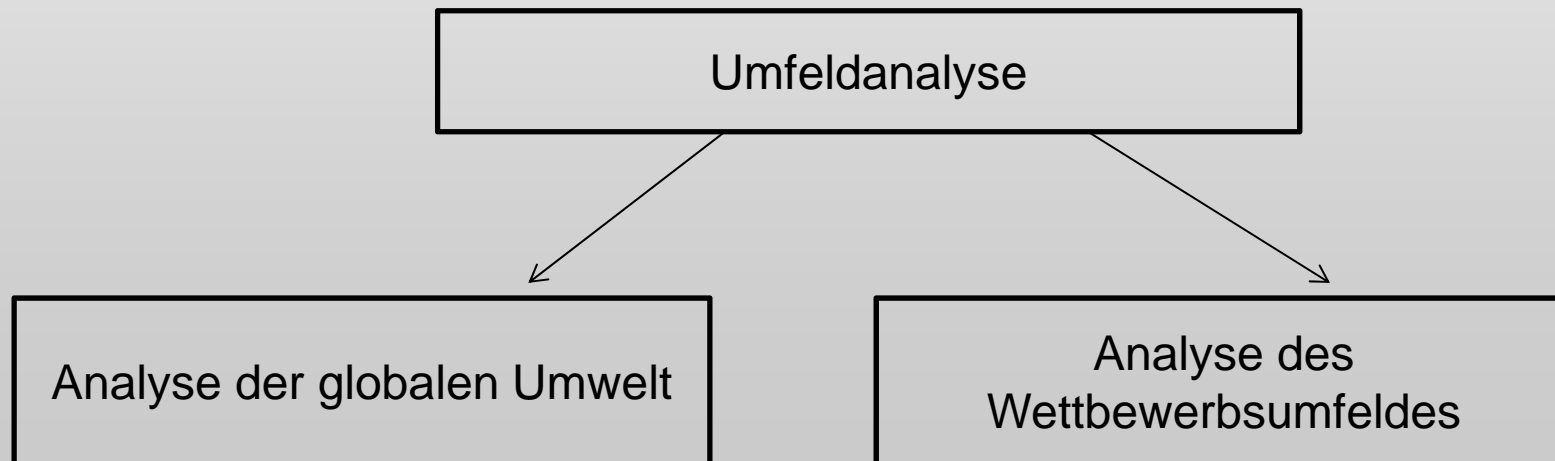 Umfeldanalyse
Analyse der globalen Umwelt
Analyse des
Wettbewerbsumfeldes